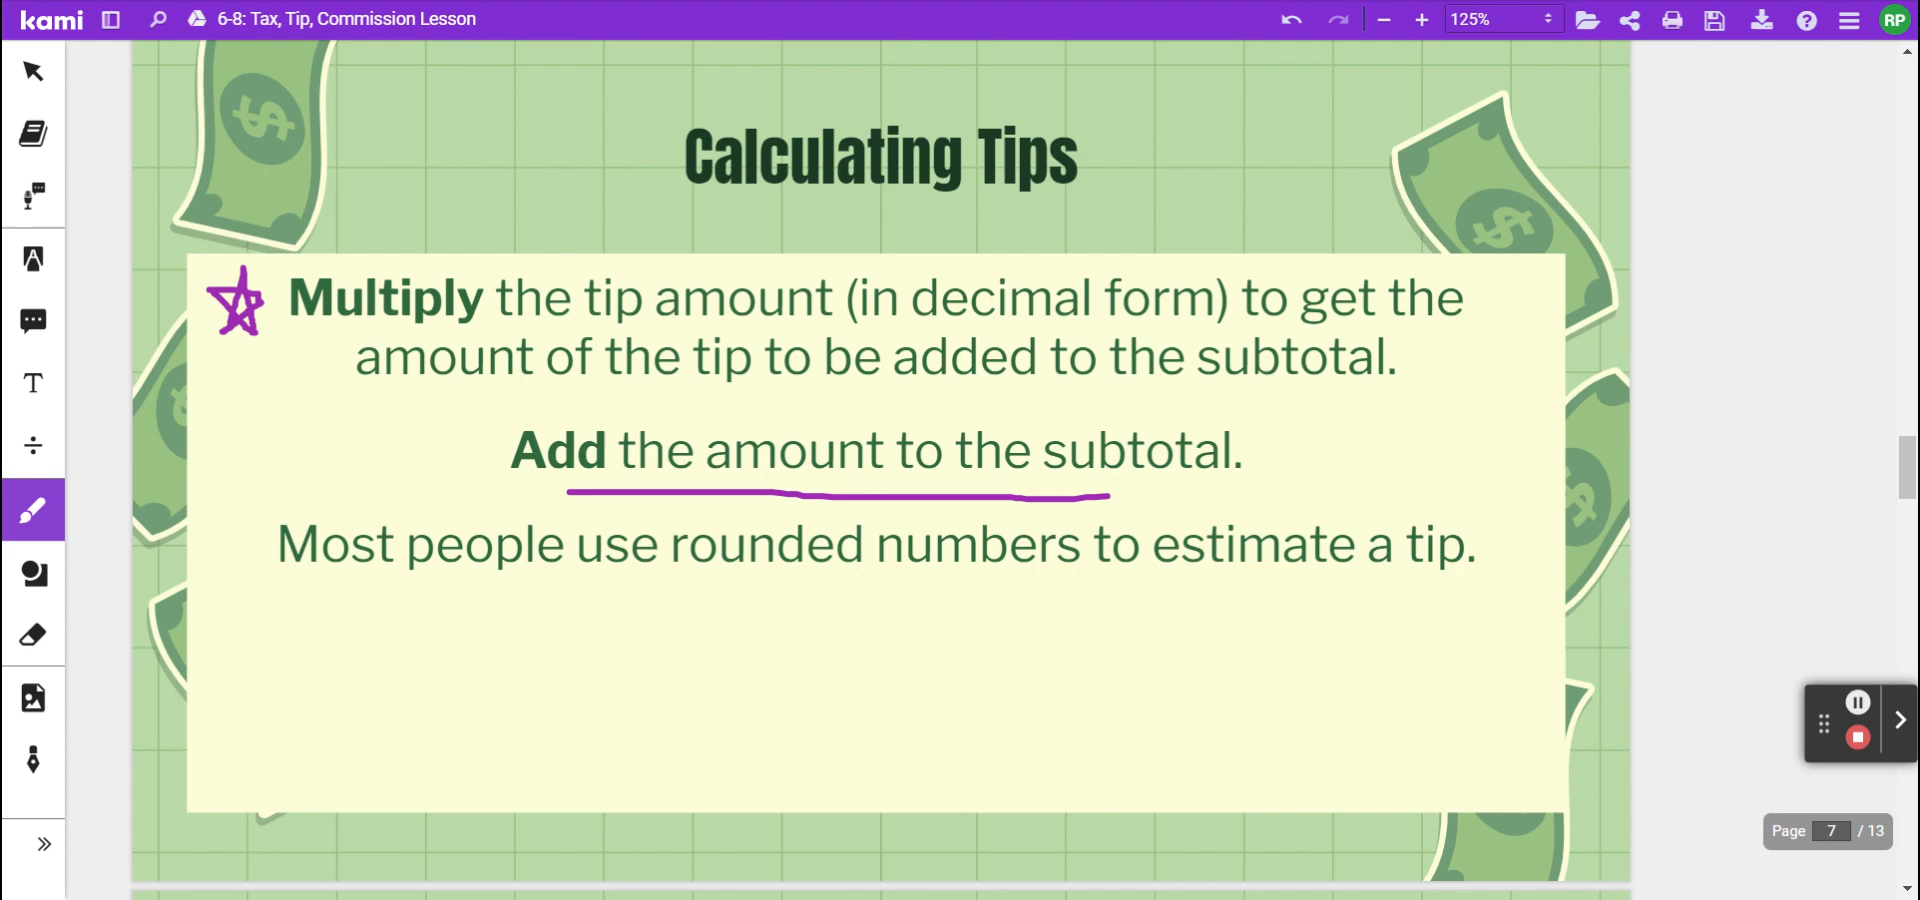 kami
6-8: Tax, Tip, Commission Lesson
125%
RP
Calculating Tips
Multiply the tip amount (in decimal form) to get the
amount of the tip to be added to the subtotal.
Add the amount to the subtotal.
Most people use rounded numbers to estimate a tip.
Page 7 / 13